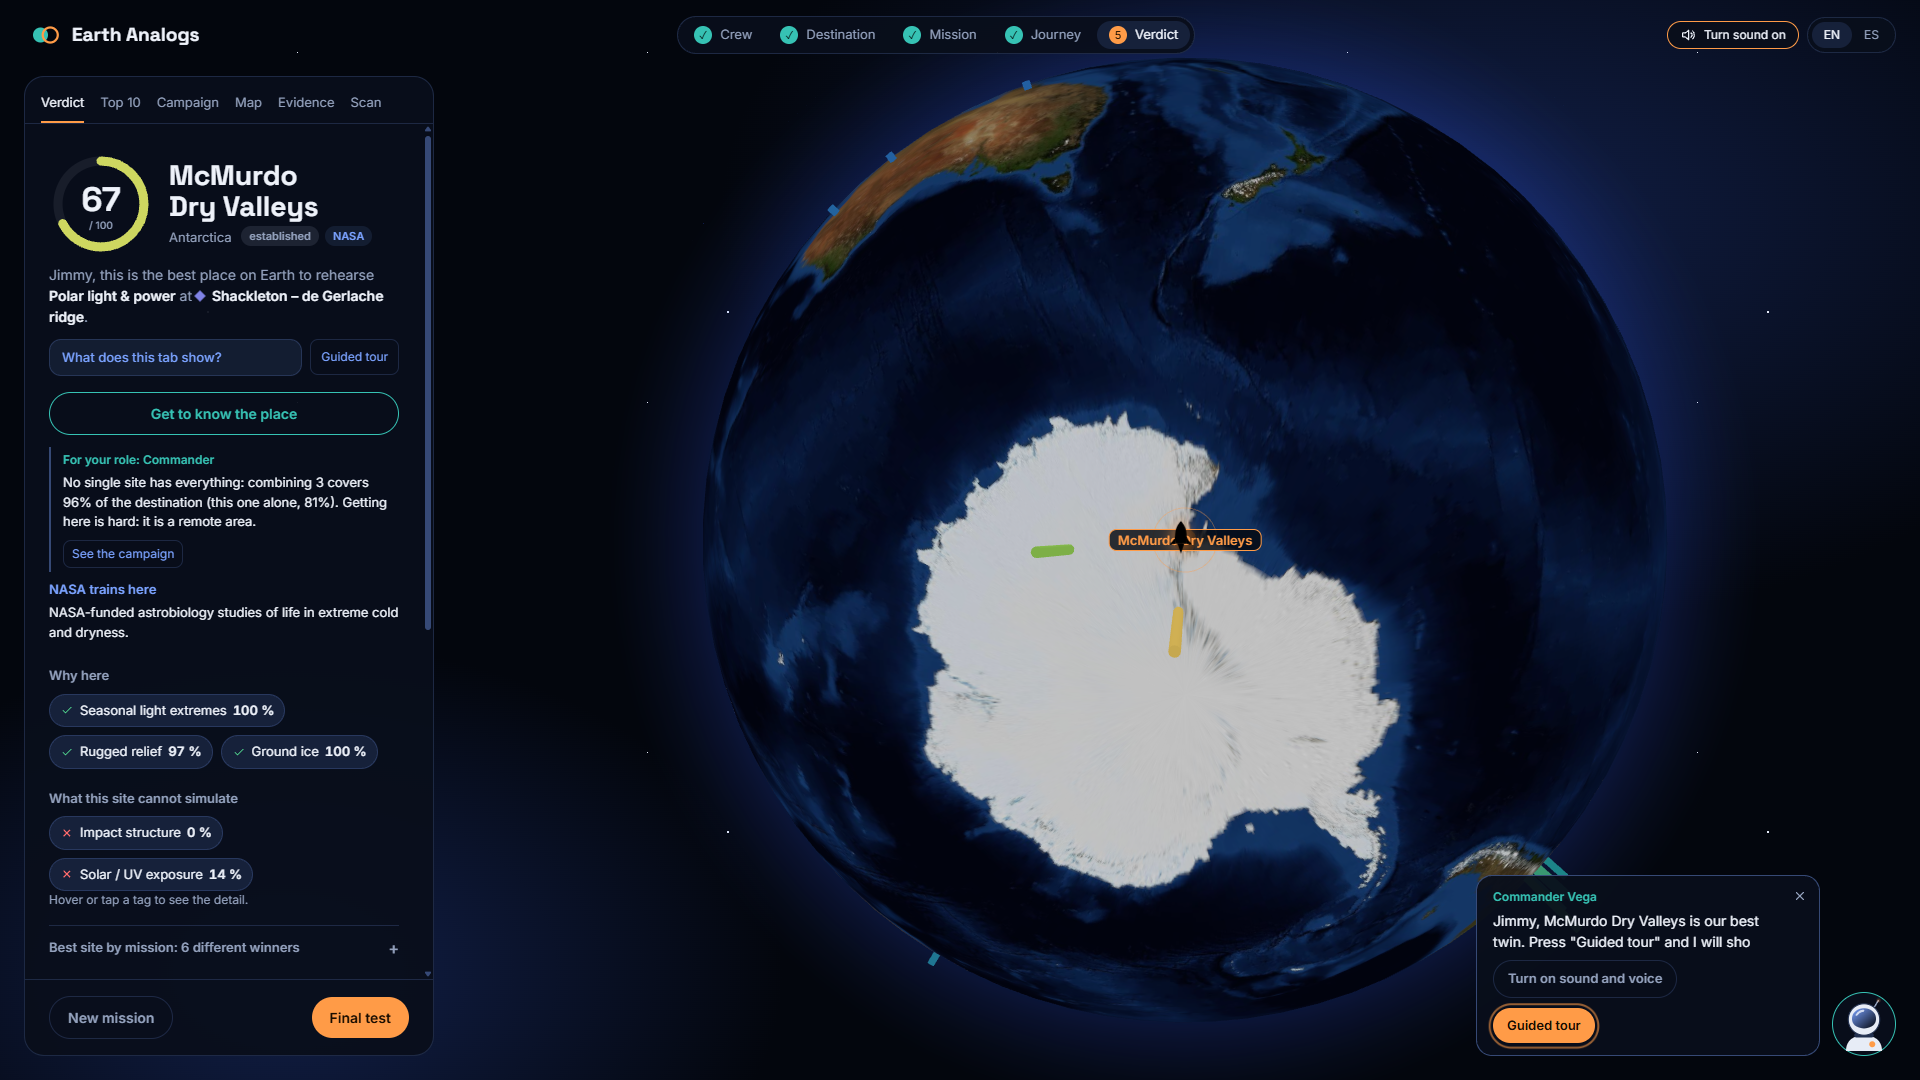 Earth Analogs
Crew
Destination
Mission
Journey
5 Verdict
Turn sound on
EN
ES
Verdict
Top 10
Campaign
Map
Evidence
Scan
67
/ 100
McMurdo
Dry Valleys
Antarctica
established
NASA
Jimmy, this is the best place on Earth to rehearse
Polar light & power at Shackleton – de Gerlache
ridge.
What does this tab show?
Guided tour
Get to know the place
For your role: Commander
No single site has everything: combining 3 covers
96% of the destination (this one alone, 81%). Getting
here is hard: it is a remote area.
See the campaign
NASA trains here
NASA-funded astrobiology studies of life in extreme cold
and dryness.
Why here
Seasonal light extremes 100 %
Rugged relief 97 %
Ground ice 100 %
What this site cannot simulate
Impact structure 0 %
Solar / UV exposure 14 %
Hover or tap a tag to see the detail.
Best site by mission: 6 different winners
+
New mission
Final test
McMurdo Dry Valleys
Commander Vega
Jimmy, McMurdo Dry Valleys is our best
twin. Press "Guided tour" and I will sho
Turn on sound and voice
Guided tour